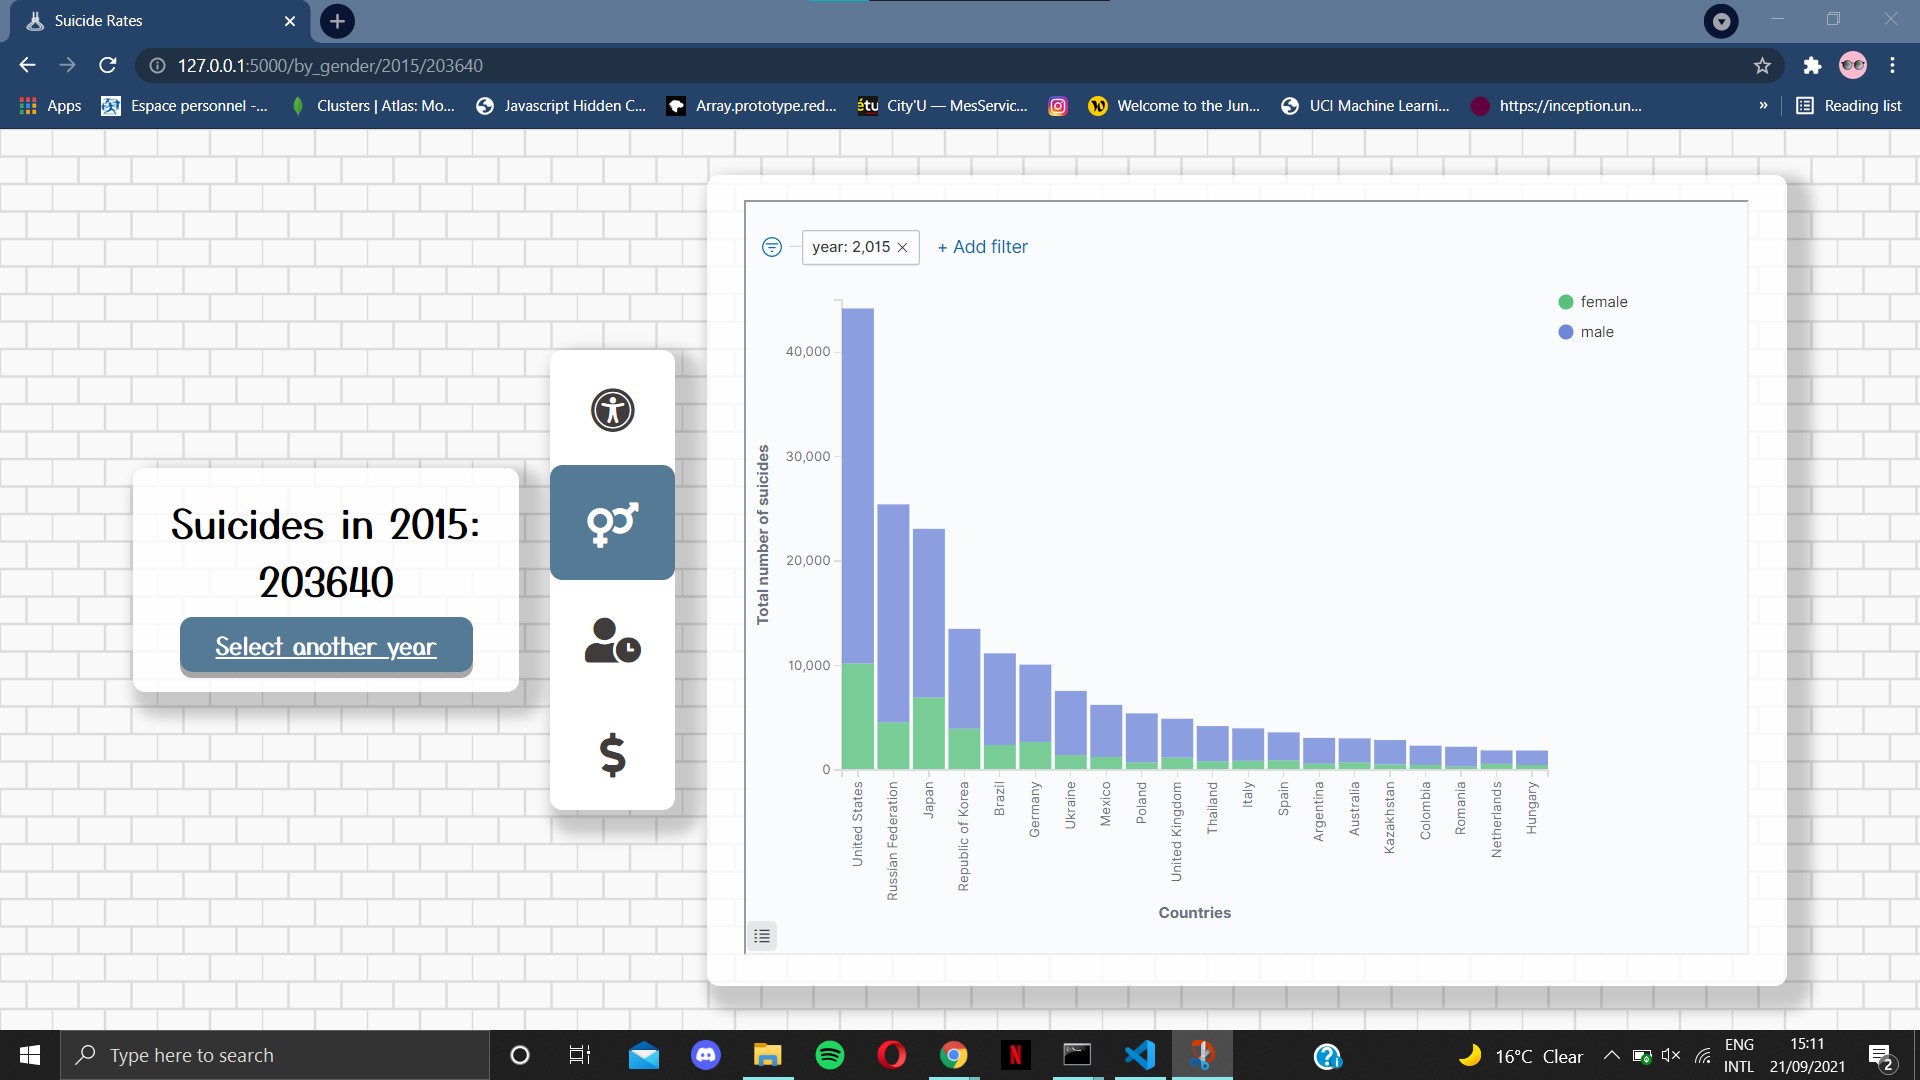 Suicide Rates
127.0.0.1:5000/by_gender/2015/203640
Apps
Espace personnel -...
Clusters | Atlas: Mo...
Javascript Hidden C...
Array.prototype.red...
étu
City'U — MesServic...
Welcome to the Jun...
UCI Machine Learni...
https://inception.un...
»
Reading list
year: 2,015
+ Add filter
female
male
Total number of suicides
40,000
30,000
20,000
10,000
0
United States
Russian Federation
Japan
Republic of Korea
Brazil
Germany
Ukraine
Mexico
Poland
United Kingdom
Thailand
Italy
Spain
Argentina
Australia
Kazakhstan
Colombia
Romania
Netherlands
Hungary
Countries
Suicides in 2015:
203640
Select another year
$
Type here to search
N
16°C Clear
ENG
INTL
15:11
21/09/2021
2